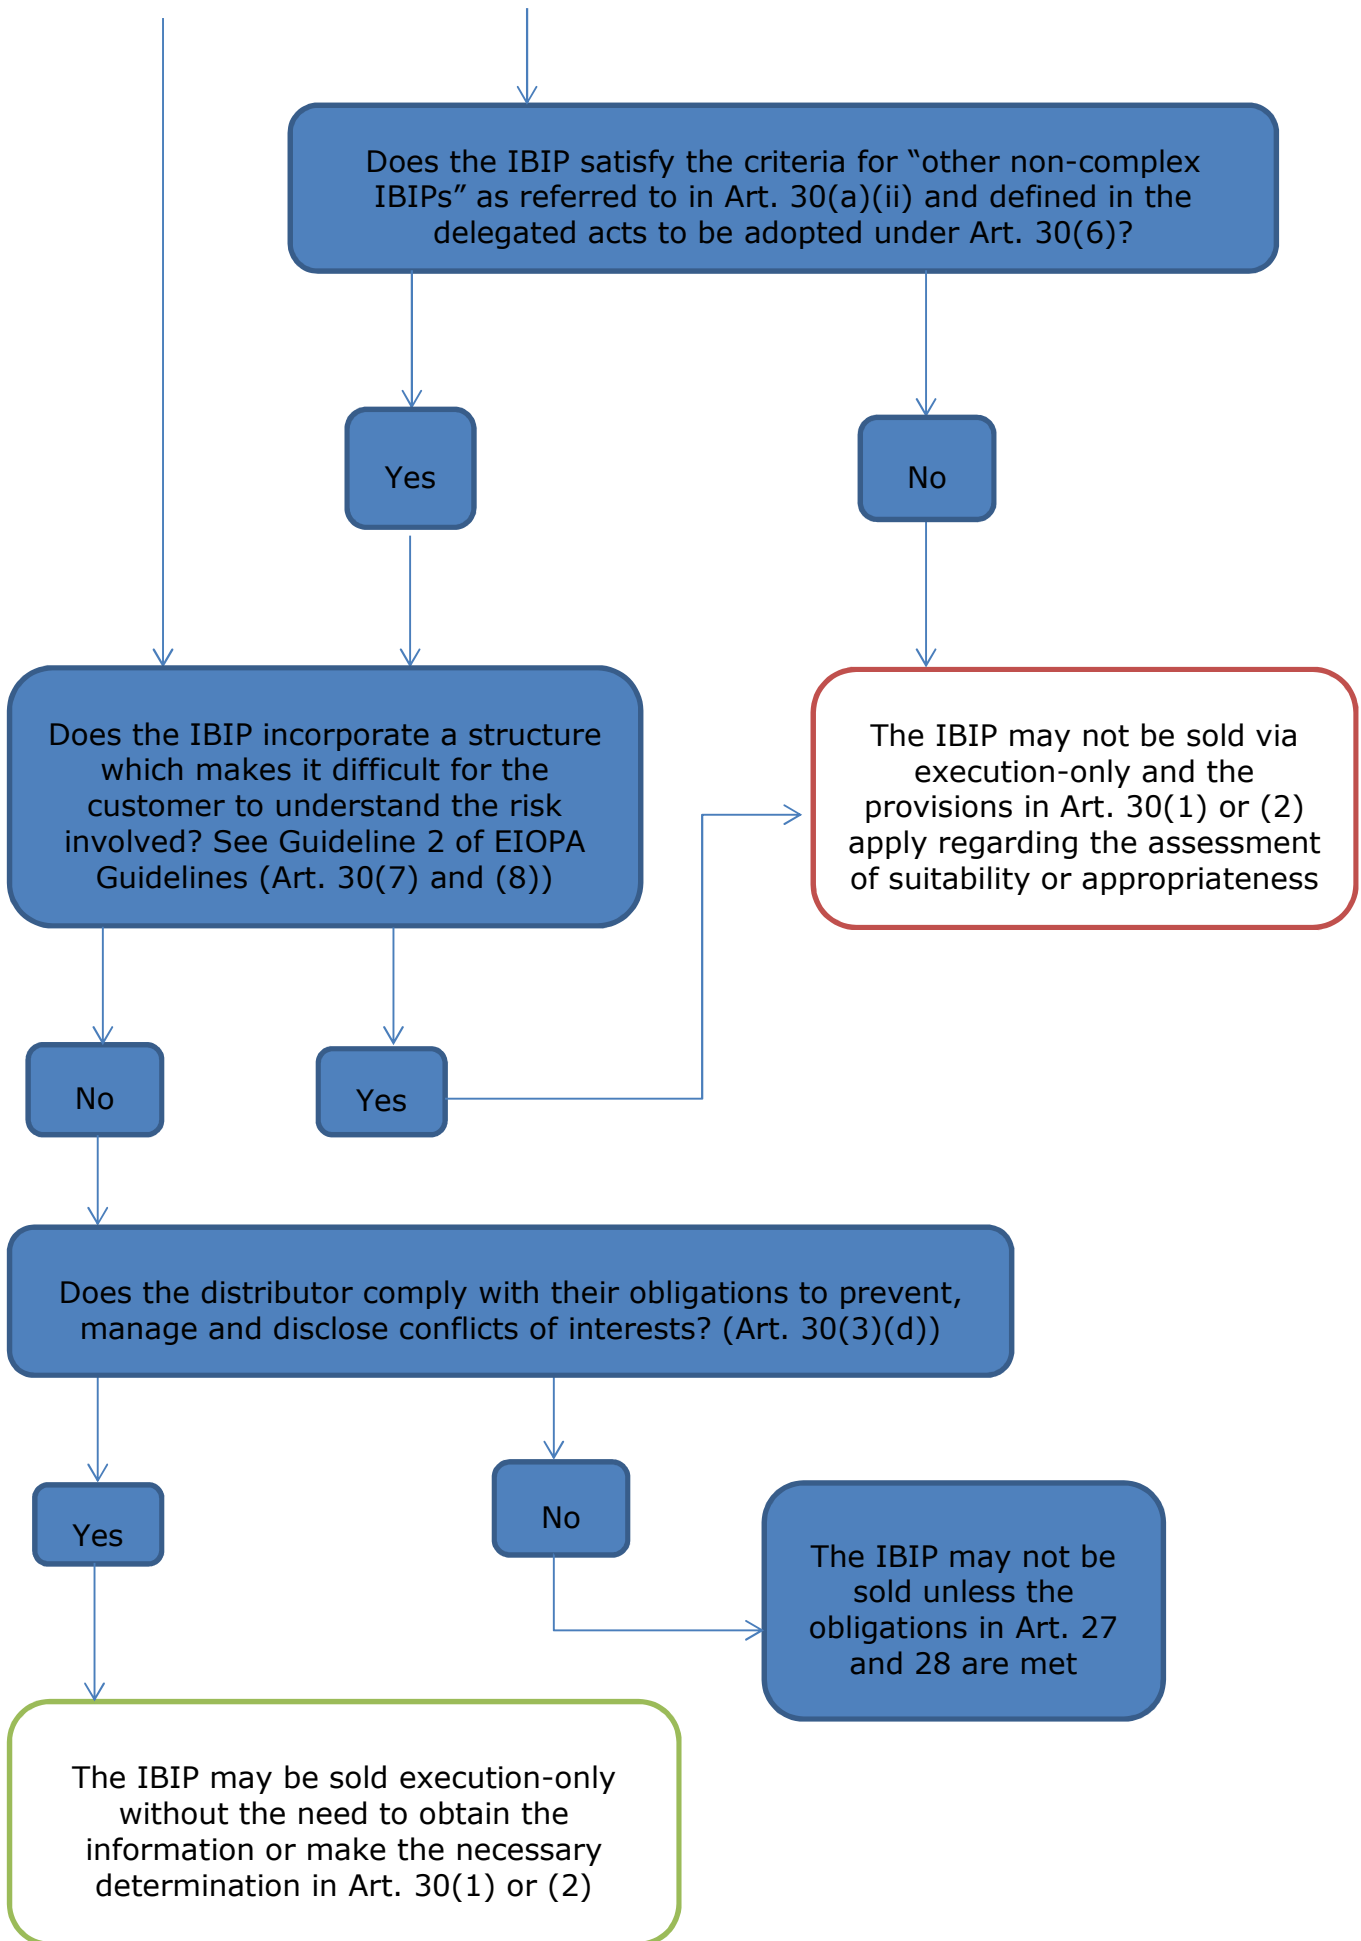 Does the IBIP satisfy the criteria for “other non-complex
IBIPs” as referred to in Art. 30(a)(ii) and defined in the
delegated acts to be adopted under Art. 30(6)?
Yes
No
Does the IBIP incorporate a structure
which makes it difficult for the
customer to understand the risk
involved? See Guideline 2 of EIOPA
Guidelines (Art. 30(7) and (8))
The IBIP may not be sold via
execution-only and the
provisions in Art. 30(1) or (2)
apply regarding the assessment
of suitability or appropriateness
No
Yes
Does the distributor comply with their obligations to prevent,
manage and disclose conflicts of interests? (Art. 30(3)(d))
Yes
No
The IBIP may not be
sold unless the
obligations in Art. 27
and 28 are met
The IBIP may be sold execution-only
without the need to obtain the
information or make the necessary
determination in Art. 30(1) or (2)